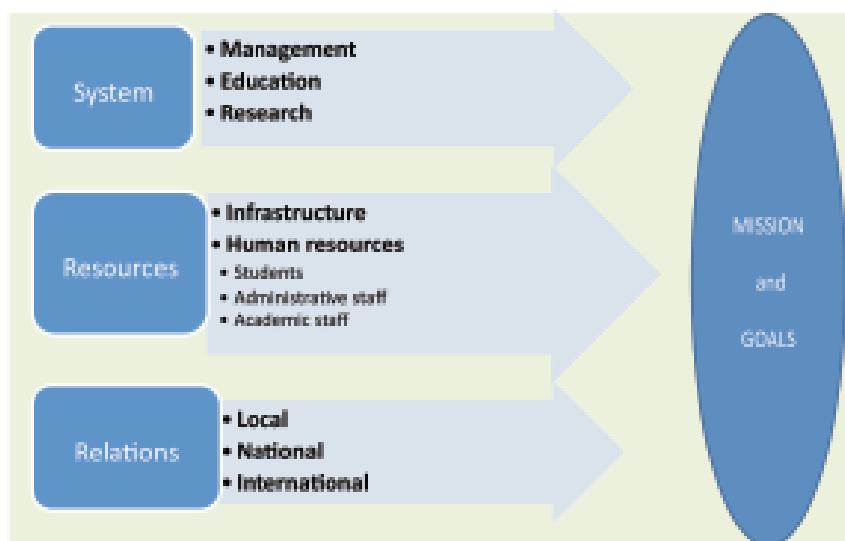 System
• Management
• Education
• Research
Resources
• Infrastructure
• Human resources
• Students
• Administrative staff
• Academic staff
Relations
• Local
• National
• International
MISSION
and
GOALS